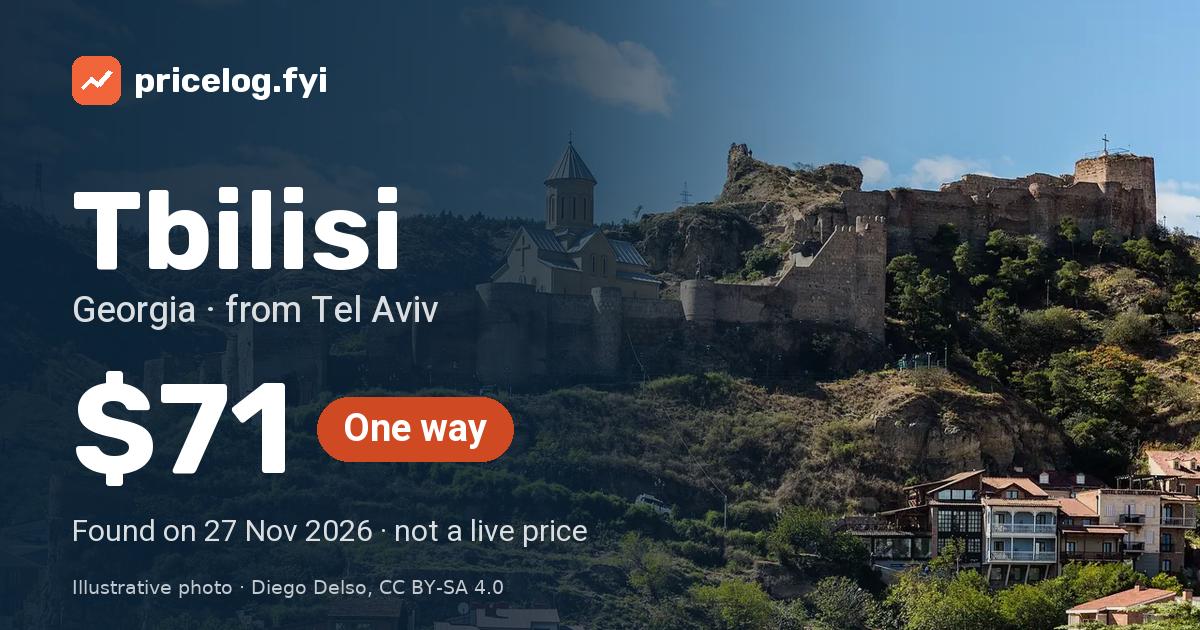 pricelog.fyi
Tbilisi
Georgia · from Tel Aviv
$71 One way
Found on 27 Nov 2026 · not a live price
Illustrative photo · Diego Delso, CC BY-SA 4.0